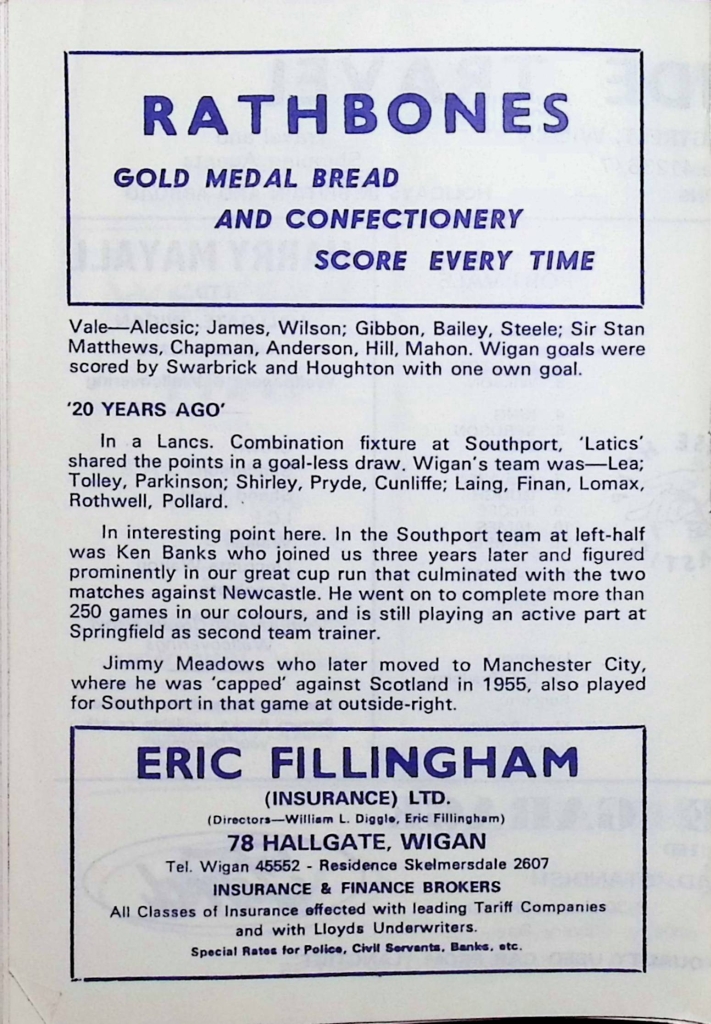 RATHBONES
GOLD MEDAL BREAD
AND CONFECTIONERY
SCORE EVERY TIME
Vale—Alecsic; James, Wilson; Gibbon, Bailey, Steele; Sir Stan
Matthews, Chapman, Anderson, Hill, Mahon. Wigan goals were
scored by Swarbrick and Houghton with one own goal.
'20 YEARS AGO'
In a Lancs. Combination fixture at Southport, 'Latics'
shared the points in a goal-less draw. Wigan's team was—Lea;
Tolley, Parkinson; Shirley, Pryde, Cunliffe; Laing, Finan, Lomax,
Rothwell, Pollard.
In interesting point here. In the Southport team at left-half
was Ken Banks who joined us three years later and figured
prominently in our great cup run that culminated with the two
matches against Newcastle. He went on to complete more than
250 games in our colours, and is still playing an active part at
Springfield as second team trainer.
Jimmy Meadows who later moved to Manchester City,
where he was 'capped' against Scotland in 1955, also played
for Southport in that game at outside-right.
ERIC FILLINGHAM
(INSURANCE) LTD.
(Directors—William L. Diggle, Eric Fillingham)
78 HALLGATE, WIGAN
Tel. Wigan 45552 - Residence Skelmersdale 2607
INSURANCE & FINANCE BROKERS
All Classes of Insurance effected with leading Tariff Companies
and with Lloyds Underwriters.
Special Rates for Police, Civil Servants, Banks, etc.